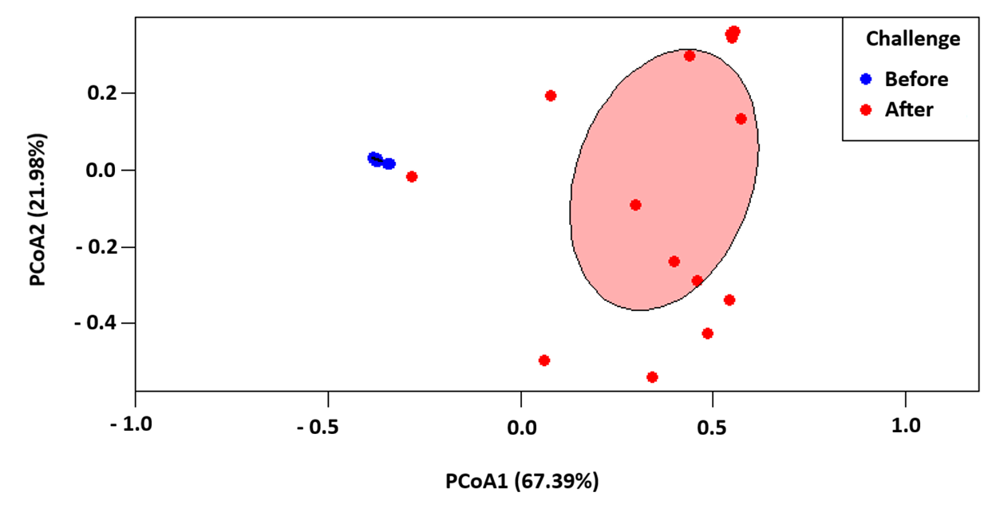 Challenge
Before
After
0.2
0.0
- 0.2
- 0.4
PCoA2 (21.98%)
- 1.0
- 0.5
0.0
0.5
1.0
PCoA1 (67.39%)